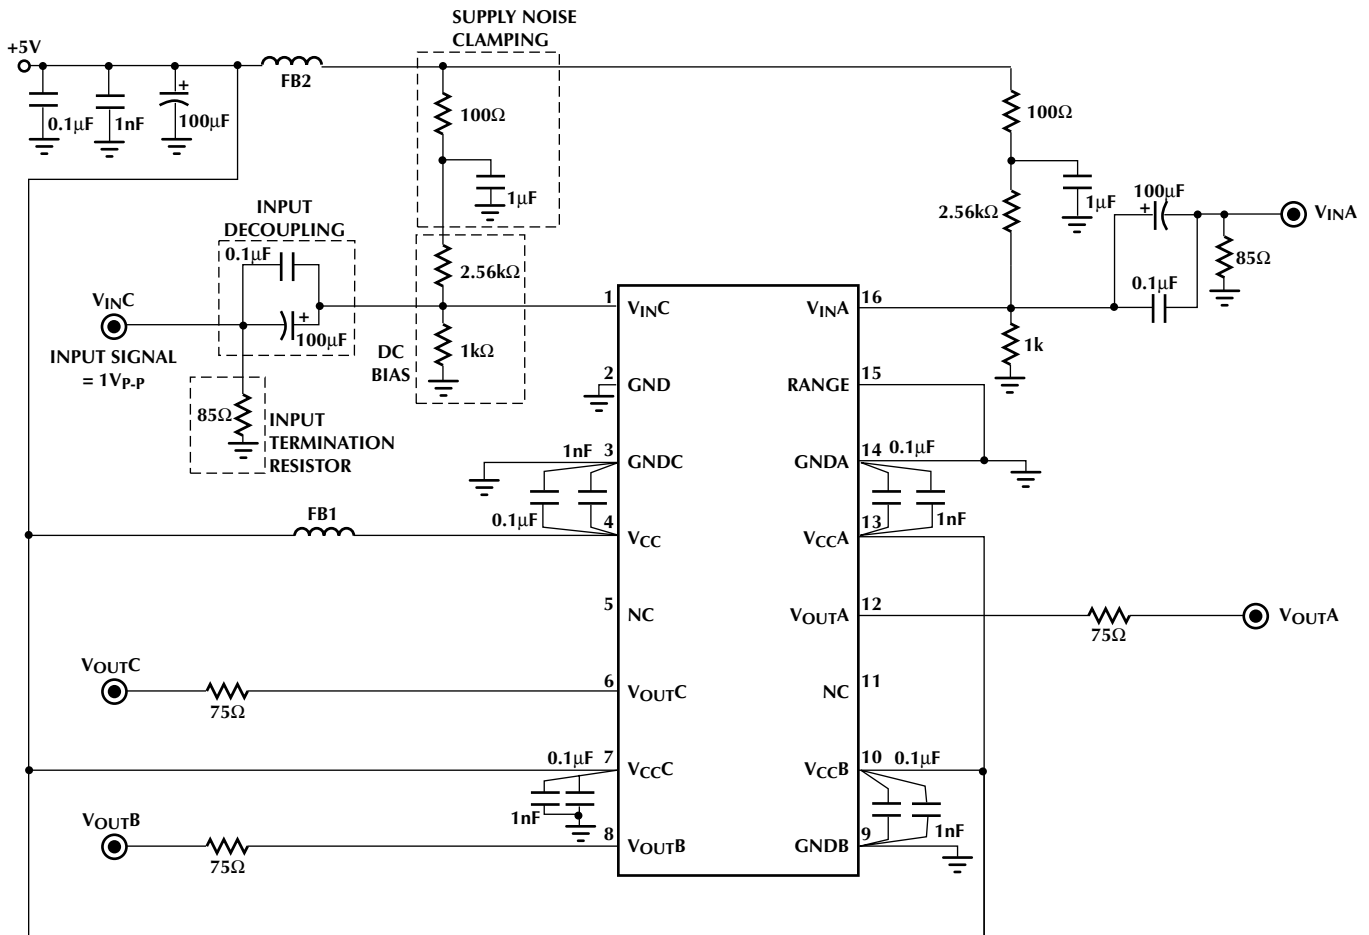 SUPPLY NOISE
CLAMPING
+5V
FB2
+
0.1µF
1nF
100µF
100Ω
1µF
100Ω
1µF
2.56kΩ
100µF
+
VINA
85Ω
0.1µF
INPUT
DECOUPLING
0.1µF
2.56kΩ
VINC
+
100µF
INPUT SIGNAL
= 1VP-P
DC
BIAS
1kΩ
1k
85Ω
INPUT
TERMINATION
RESISTOR
1
VINC
VINA
16
2
GND
RANGE
15
1nF
3
GNDC
GNDA
14
0.1µF
0.1µF
4
VCC
VCCA
13
1nF
FB1
5
NC
VOUTA
12
75Ω
VOUTA
VOUTC
75Ω
6
VOUTC
NC
11
0.1µF
7
VCCC
VCCB
10
0.1µF
1nF
1nF
VOUTB
75Ω
8
VOUTB
GNDB
9